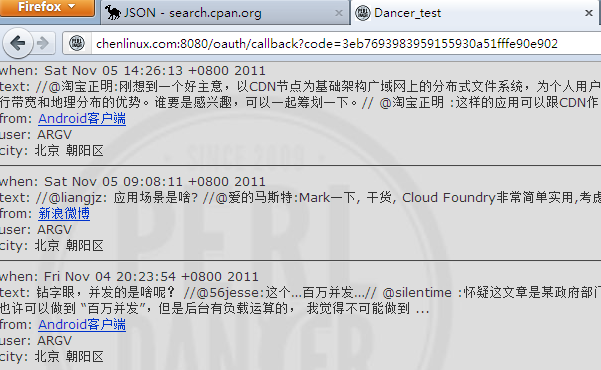 Firefox
JSON - search.cpan.org
Dancer_test
chenlinux.com:8080/oauth/callback?code=3eb7693983959155930a51fffe90e902
when: Sat Nov 05 14:26:13 +0800 2011
text: //@淘宝正明:刚想到一个好主意，以CDN节点为基础架构广域网上的分布式文件系统，为个人用户
行带宽和地理分布的优势。谁要是感兴趣，可以一起筹划一下。// @淘宝正明 :这样的应用可以跟CDN作
from: Android客户端
user: ARGV
city: 北京 朝阳区
when: Sat Nov 05 09:08:11 +0800 2011
text: //@liangjz: 应用场景是啥? //@爱的马斯特:Mark一下, 干货, Cloud Foundry非常简单实用,考虑
from: 新浪微博
user: ARGV
city: 北京 朝阳区
when: Fri Nov 04 20:23:54 +0800 2011
text: 钻字眼，并发的是啥呢？ //@56jesse:这个...百万并发...// @silentime :怀疑这文章是某政府部门
也许可以做到 “百万并发”，但是后台有负载运算的， 我觉得不可能做到 ...
from: Android客户端
user: ARGV
city: 北京 朝阳区
SINCE 2009
PERL
DANCER